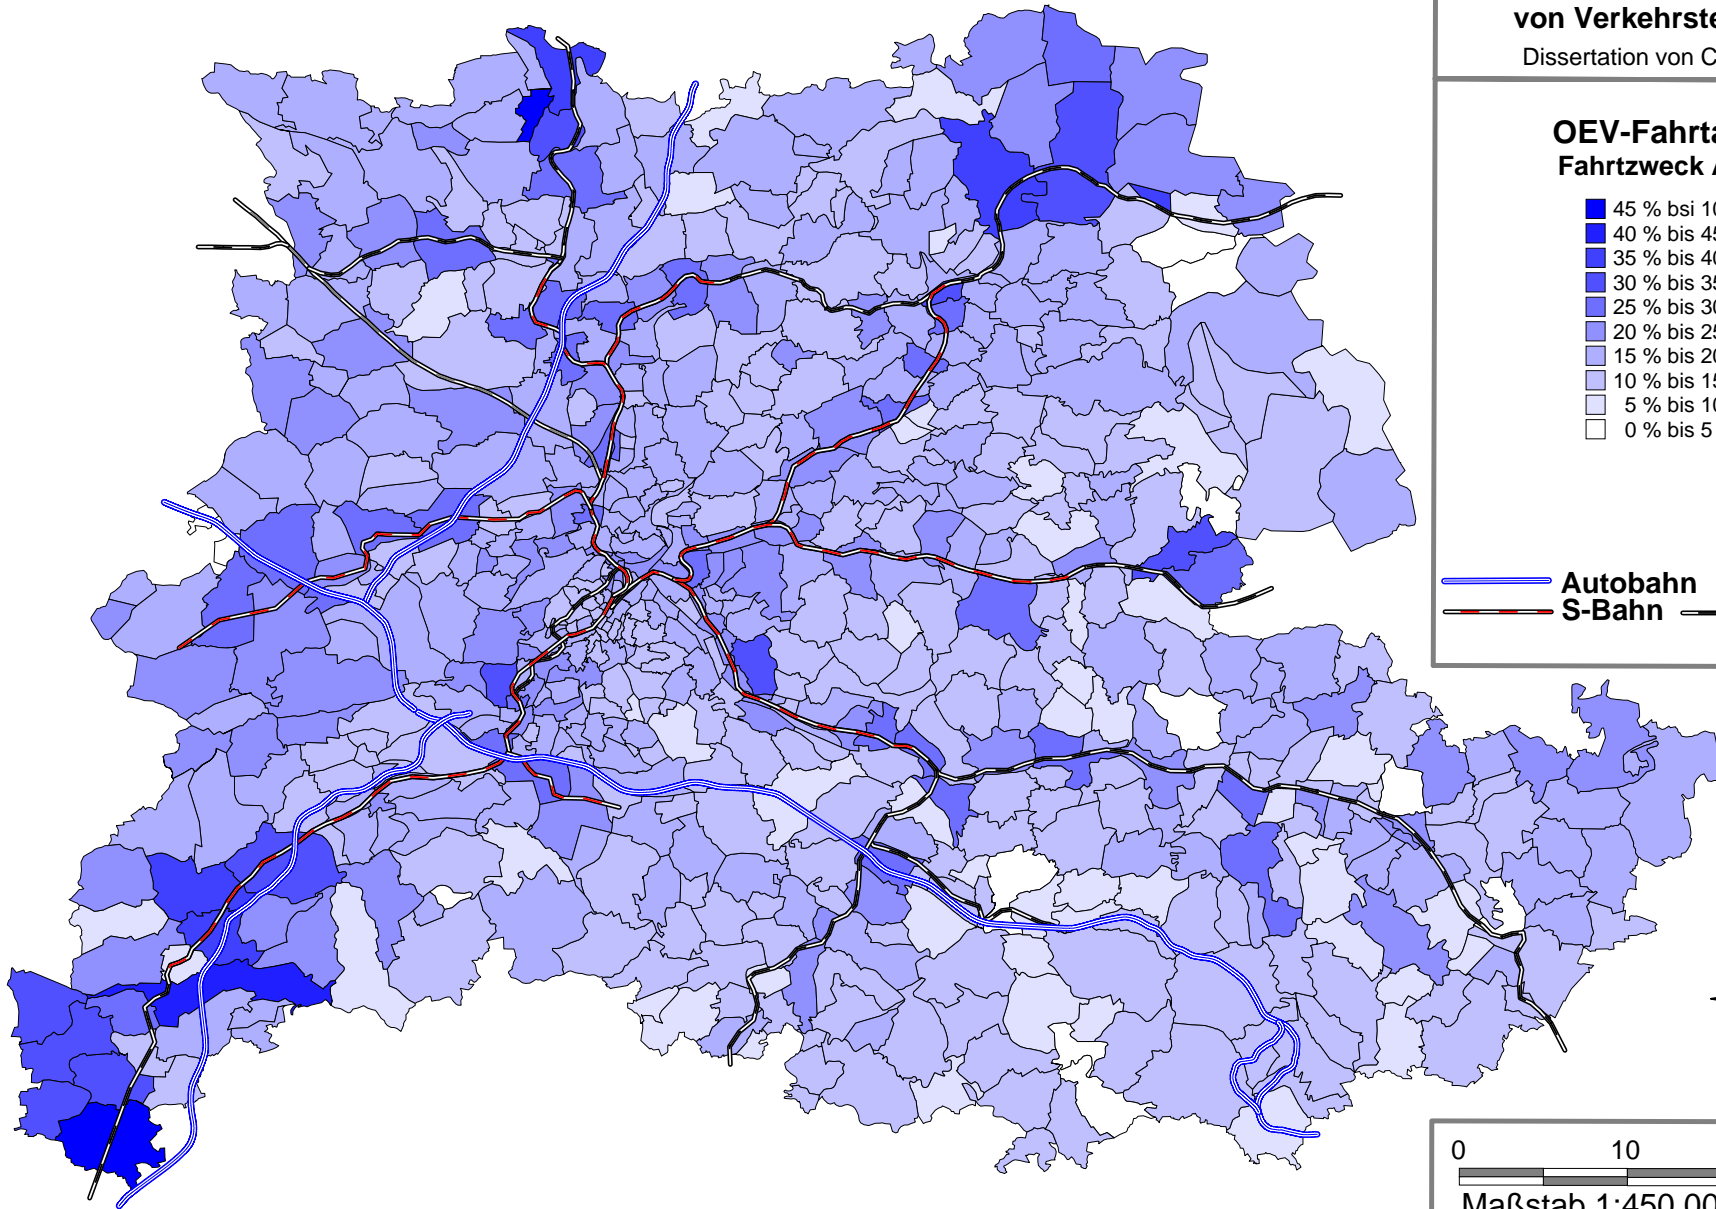 von Verkehrste
Dissertation von C
OEV-Fahrta
Fahrtzweck A
45 % bsi 10
40 % bis 45
35 % bis 40
30 % bis 35
25 % bis 30
20 % bis 25
15 % bis 20
10 % bis 15
5 % bis 10
0 % bis 5
Autobahn
S-Bahn
0 10
Maßstab 1:450 00